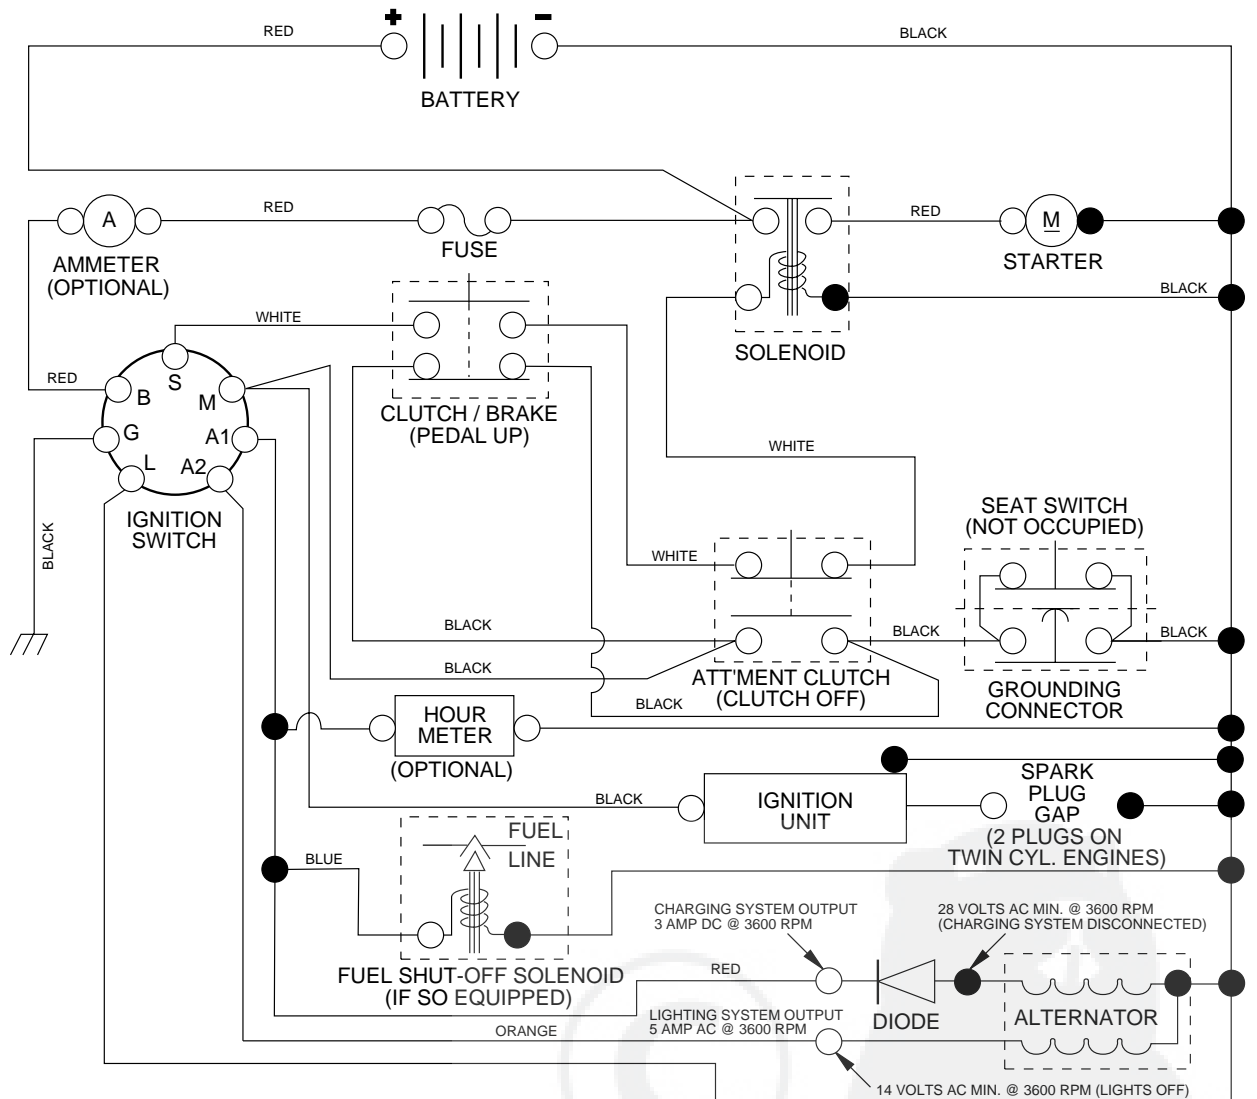 + -
RED
BLACK
BATTERY
A
RED
FUSE
RED
M
AMMETER
(OPTIONAL)
STARTER
BLACK
WHITE
SOLENOID
RED
S
B
M
G
A1
L
A2
CLUTCH / BRAKE
(PEDAL UP)
WHITE
IGNITION
SWITCH
BLACK
SEAT SWITCH
(NOT OCCUPIED)
WHITE
BLACK
BLACK
BLACK
BLACK
ATT'MENT CLUTCH
(CLUTCH OFF)
GROUNDING
CONNECTOR
BLACK
HOUR
METER
(OPTIONAL)
BLACK
IGNITION
UNIT
SPARK
PLUG
GAP
(2 PLUGS ON
TWIN CYL. ENGINES)
FUEL
LINE
BLUE
CHARGING SYSTEM OUTPUT
3 AMP DC @ 3600 RPM
28 VOLTS AC MIN. @ 3600 RPM
(CHARGING SYSTEM DISCONNECTED)
FUEL SHUT-OFF SOLENOID
(IF SO EQUIPPED)
RED
DIODE
ALTERNATOR
ORANGE
LIGHTING SYSTEM OUTPUT
5 AMP AC @ 3600 RPM
14 VOLTS AC MIN. @ 3600 RPM (LIGHTS OFF)